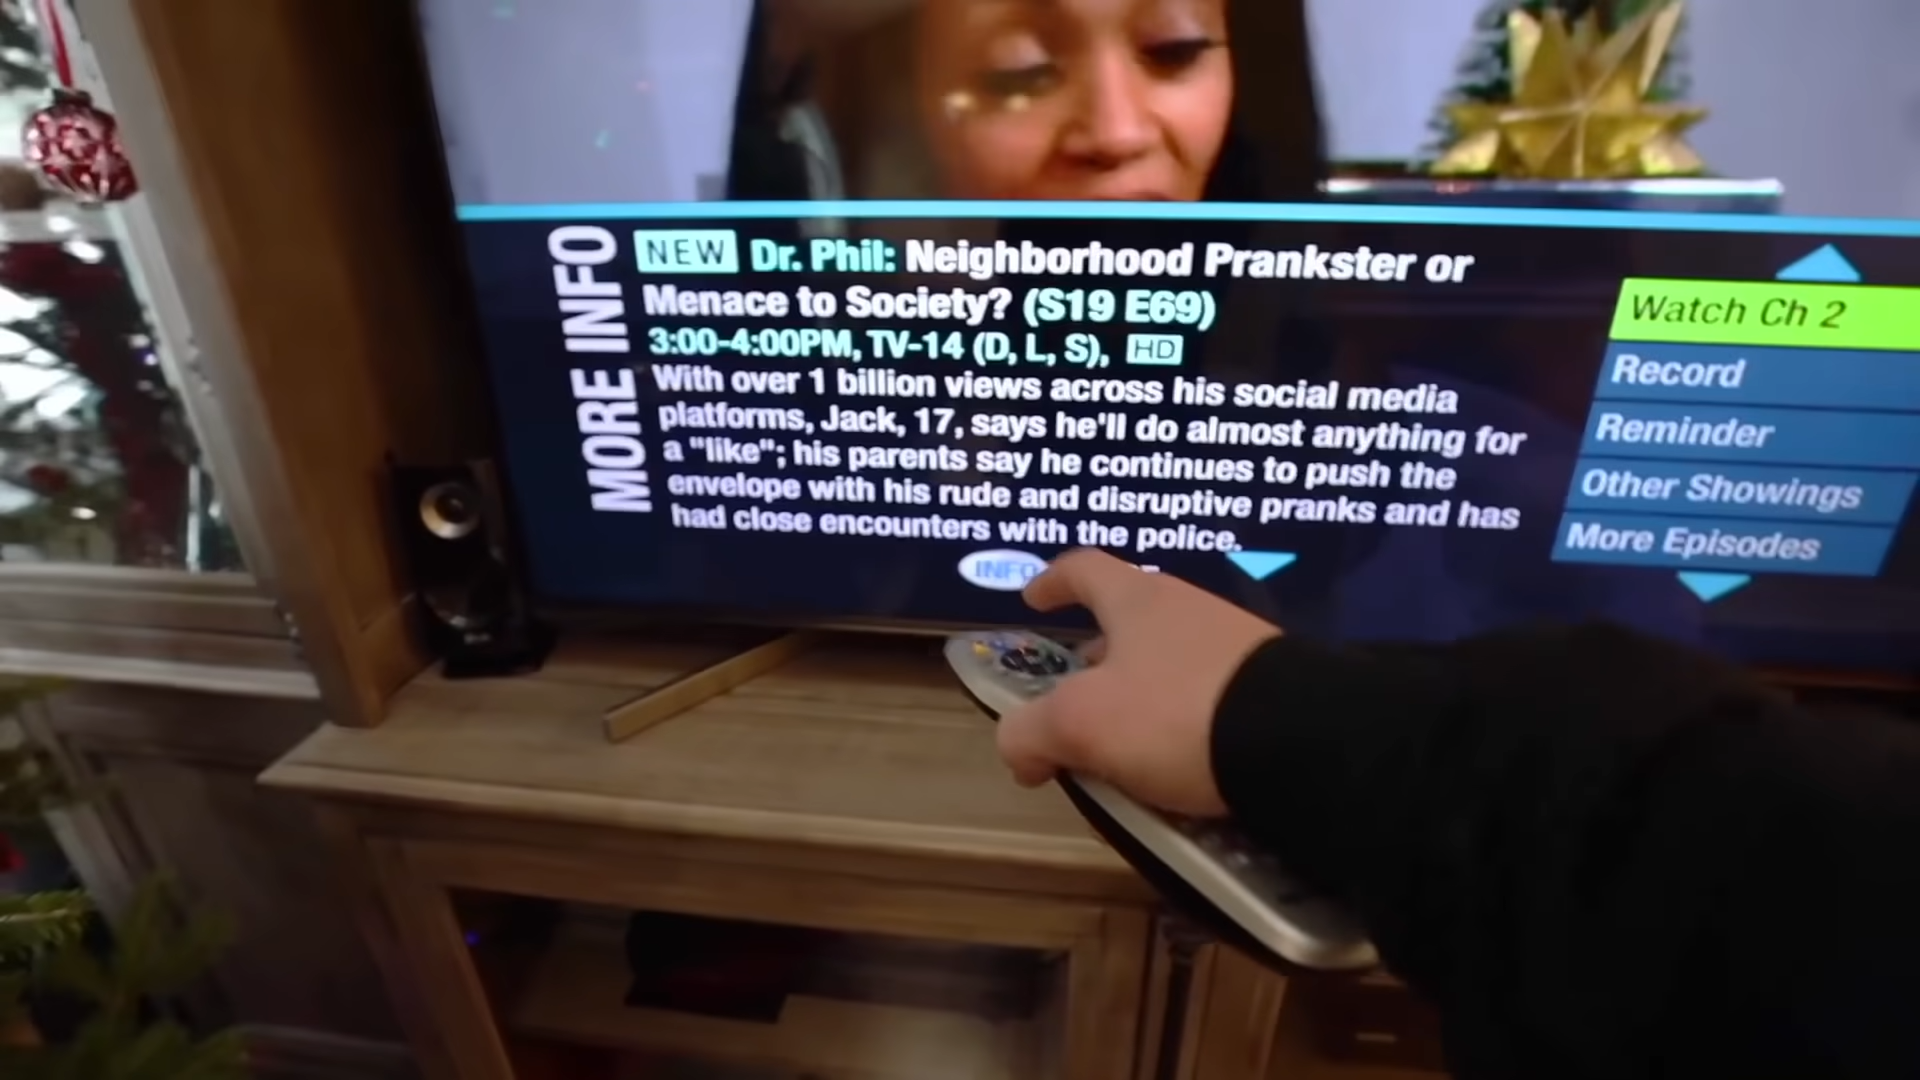 MORE INFO
NEW Dr. Phil: Neighborhood Prankster or
Menace to Society? (S19 E69)
3:00-4:00PM, TV-14 (D, L, S), HD
With over 1 billion views across his social media
platforms, Jack, 17, says he'll do almost anything for
a "like"; his parents say he continues to push the
envelope with his rude and disruptive pranks and has
had close encounters with the police.
INFO
Watch Ch 2
Record
Reminder
Other Showings
More Episodes